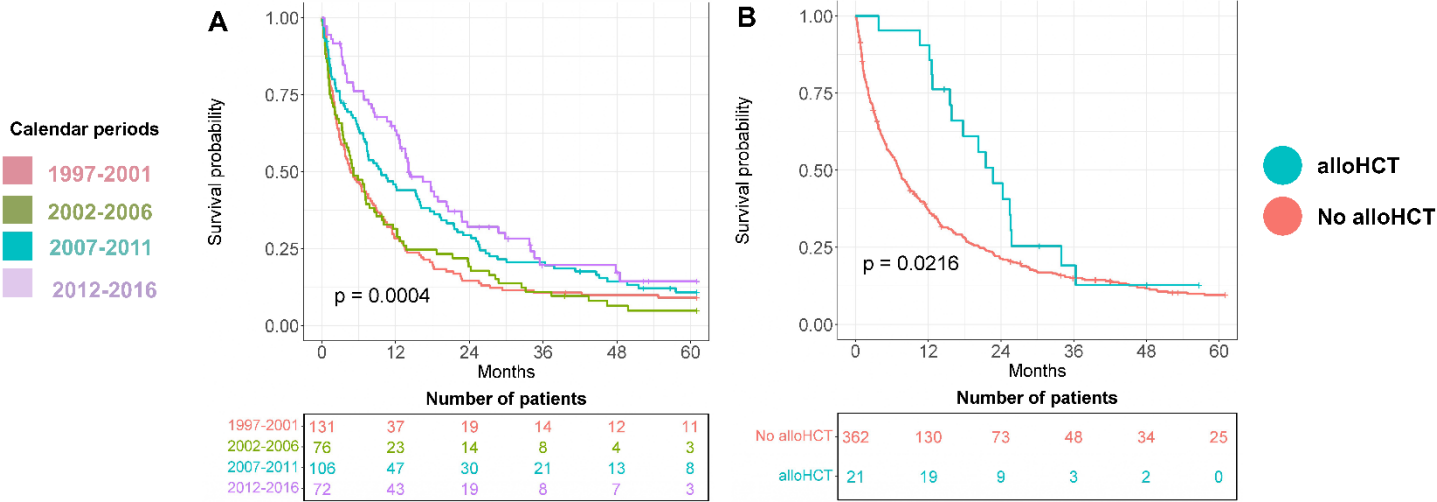 A
B
Calendar periods
1997-2001
2002-2006
2007-2011
2012-2016
Survival probability
1.00
0.75
0.50
0.25
0.00
p = 0.0004
0 12 24 36 48 60
Months
Number of patients
1997-2001 131 37 19 14 12 11
2002-2006 76 23 14 8 4 3
2007-2011 106 47 30 21 13 8
2012-2016 72 43 19 8 7 3
Survival probability
1.00
0.75
0.50
0.25
0.00
p = 0.0216
0 12 24 36 48 60
Months
Number of patients
No alloHCT 362 130 73 48 34 25
alloHCT 21 19 9 3 2 0
alloHCT
No alloHCT